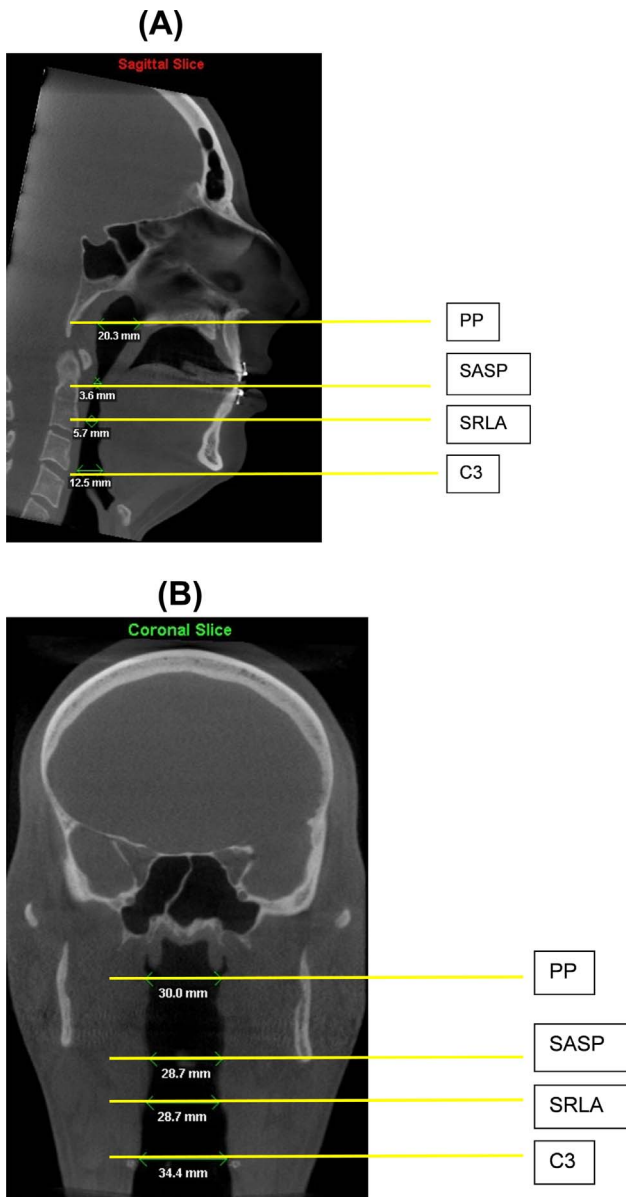 (A)
Sagittal Slice
PP
20.3 mm
SASP
3.6 mm
SRLA
5.7 mm
C3
12.5 mm
(B)
Coronal Slice
PP
30.0 mm
SASP
28.7 mm
SRLA
28.7 mm
C3
34.4 mm